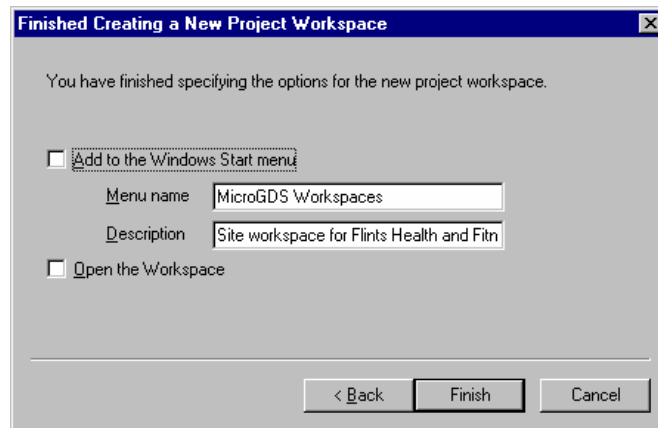 Finished Creating a New Project Workspace
You have finished specifying the options for the new project workspace.
Add to the Windows Start menu
Menu name MicroGDS Workspaces
Description Site workspace for Flints Health and Fitn
Open the Workspace
< Back Finish Cancel